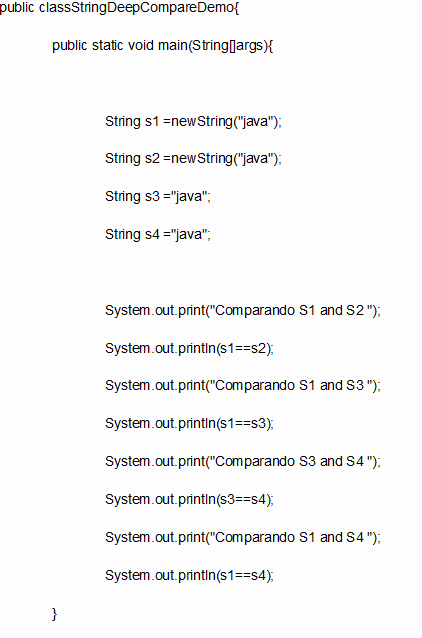 public classStringDeepCompareDemo{
public static void main(String[]args){
String s1 =newString("java");
String s2 =newString("java");
String s3 ="java";
String s4 ="java";
System.out.print("Comparando S1 and S2 ");
System.out.println(s1==s2);
System.out.print("Comparando S1 and S3 ");
System.out.println(s1==s3);
System.out.print("Comparando S3 and S4 ");
System.out.println(s3==s4);
System.out.print("Comparando S1 and S4 ");
System.out.println(s1==s4);
}